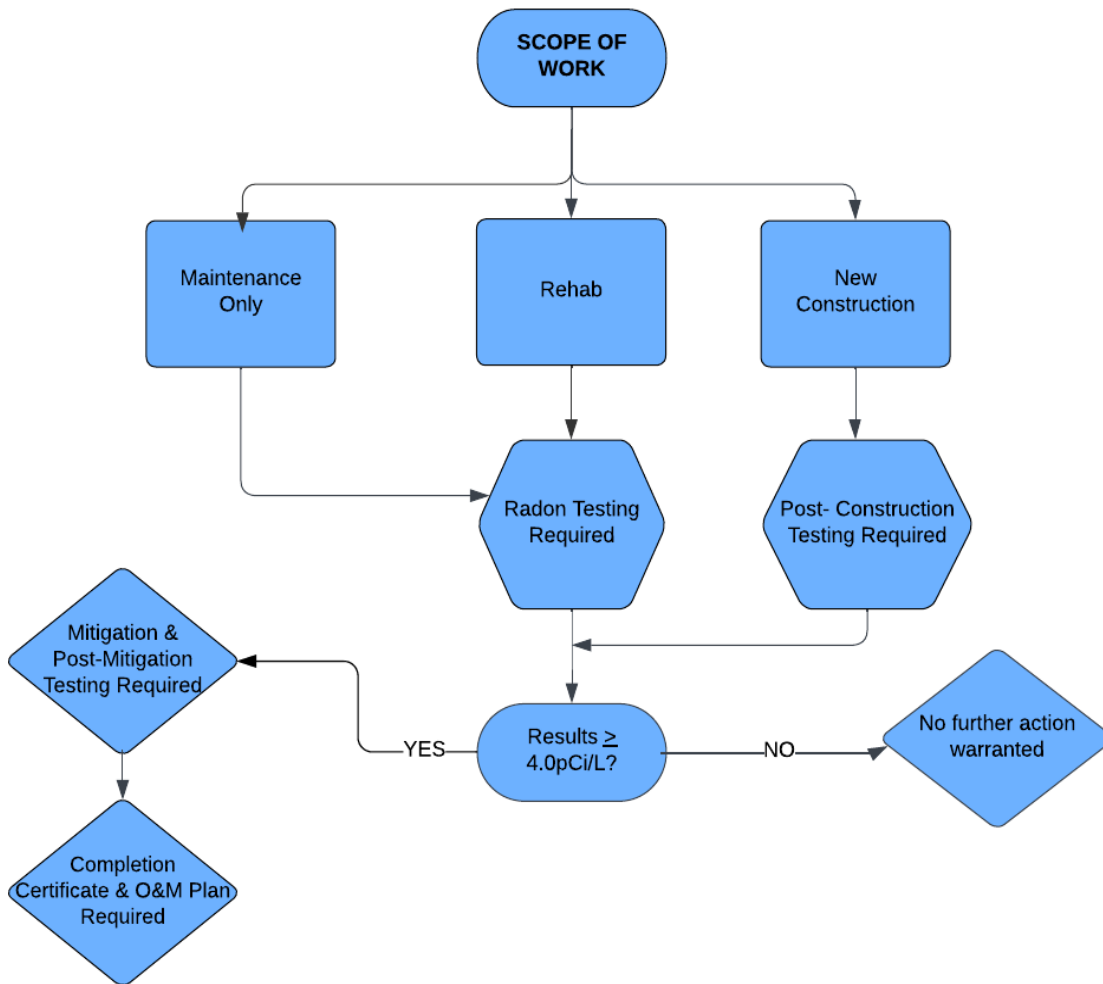 SCOPE OF
WORK
Maintenance
Only
Rehab
New
Construction
Radon Testing
Required
Post- Construction
Testing Required
Mitigation &
Post-Mitigation
Testing Required
YES
Results ≥
4.0pCi/L?
NO
No further action
warranted
Completion
Certificate & O&M Plan
Required